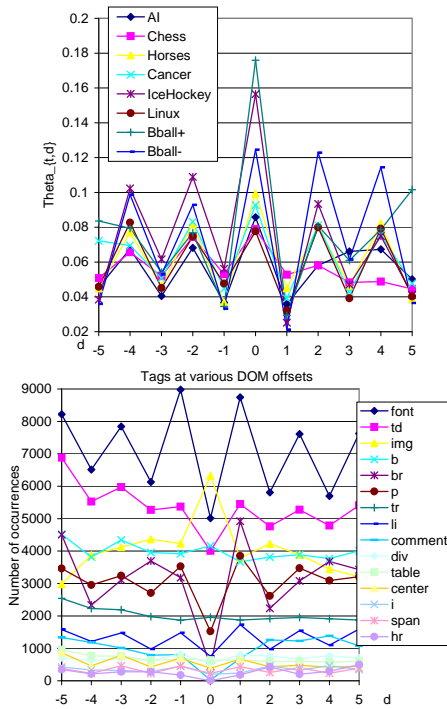 Theta_{t,d}
0.2
0.18
0.16
0.14
0.12
0.1
0.08
0.06
0.04
0.02
AI
Chess
Horses
Cancer
IceHockey
Linux
Bball+
Bball-
-5 -4 -3 -2 -1 0 1 2 3 4 5
d
Tags at various DOM offsets
Number of occurrences
9000
8000
7000
6000
5000
4000
3000
2000
1000
0
-5 -4 -3 -2 -1 0 1 2 3 4 5 d
font
td
img
b
br
p
tr
li
comment
div
table
center
i
span
hr